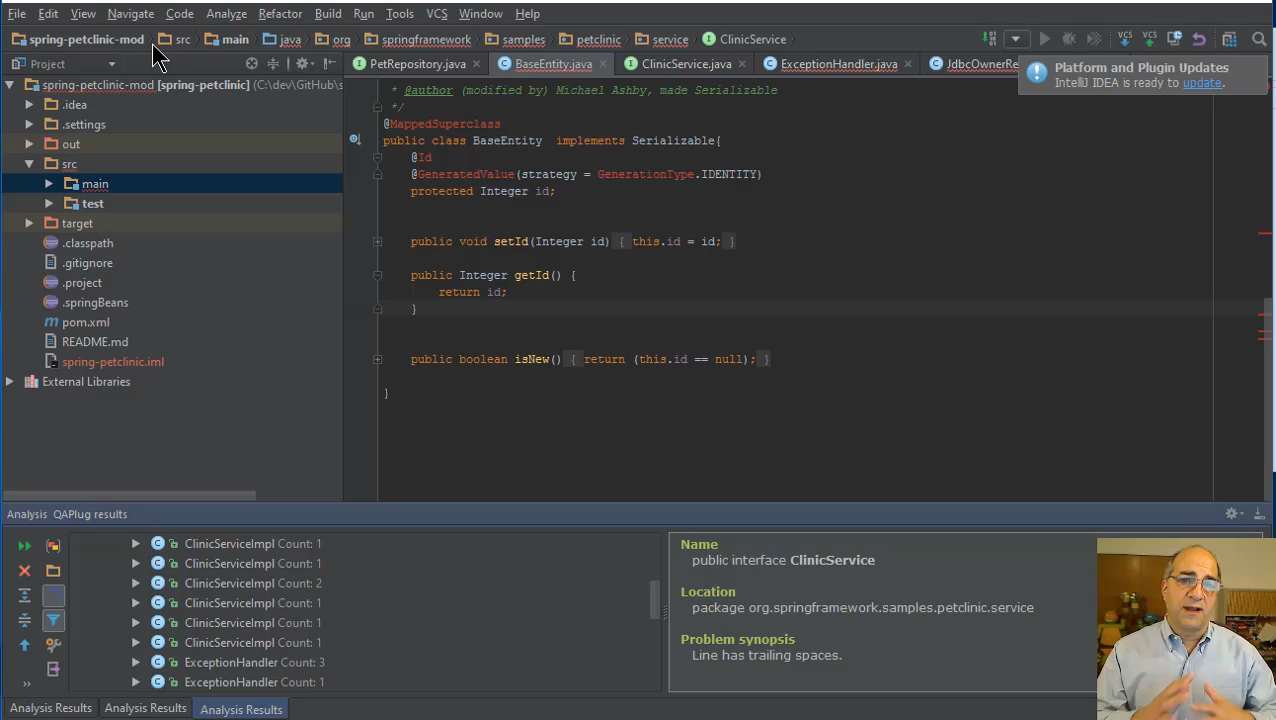 File Edit View Navigate Code Analyze Refactor Build Run Tools VCS Window Help
spring-petclinic-mod src main java org springframework samples petclinic service ClinicService
Project
PetRepository.java BaseEntity.java ClinicService.java ExceptionHandler.java JdbcOwnerRe
Platform and Plugin Updates
IntelliJ IDEA is ready to update.
spring-petclinic-mod [spring-petclinic] (C:\dev\GitHub\s
.idea
.settings
out
src
main
test
target
.classpath
.gitignore
.project
.springBeans
pom.xml
README.md
spring-petclinic.iml
External Libraries
* @author (modified by) Michael Ashby, made Serializable
*/
@MappedSuperclass
public class BaseEntity implements Serializable{
@Id
@GeneratedValue(strategy = GenerationType.IDENTITY)
protected Integer id;
public void setId(Integer id) { this.id = id; }
public Integer getId() {
return id;
}
public boolean isNew() { return (this.id == null); }
}
Analysis QAPlug results
ClinicServiceImpl Count: 1
ClinicServiceImpl Count: 1
ClinicServiceImpl Count: 2
ClinicServiceImpl Count: 1
ClinicServiceImpl Count: 1
ClinicServiceImpl Count: 1
ExceptionHandler Count: 3
ExceptionHandler Count: 1
Name
public interface ClinicService
Location
package org.springframework.samples.petclinic.service
Problem synopsis
Line has trailing spaces.
Analysis Results Analysis Results Analysis Results